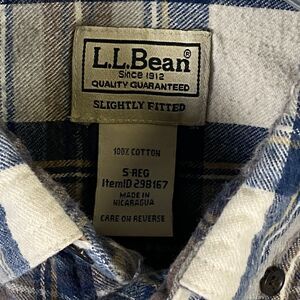 L.L.Bean®
Since 1912
QUALITY GUARANTEED
SLIGHTLY FITTED
100% COTTON
S-REG
ItemID 298167
MADE IN
NICARAGUA
CARE ON REVERSE